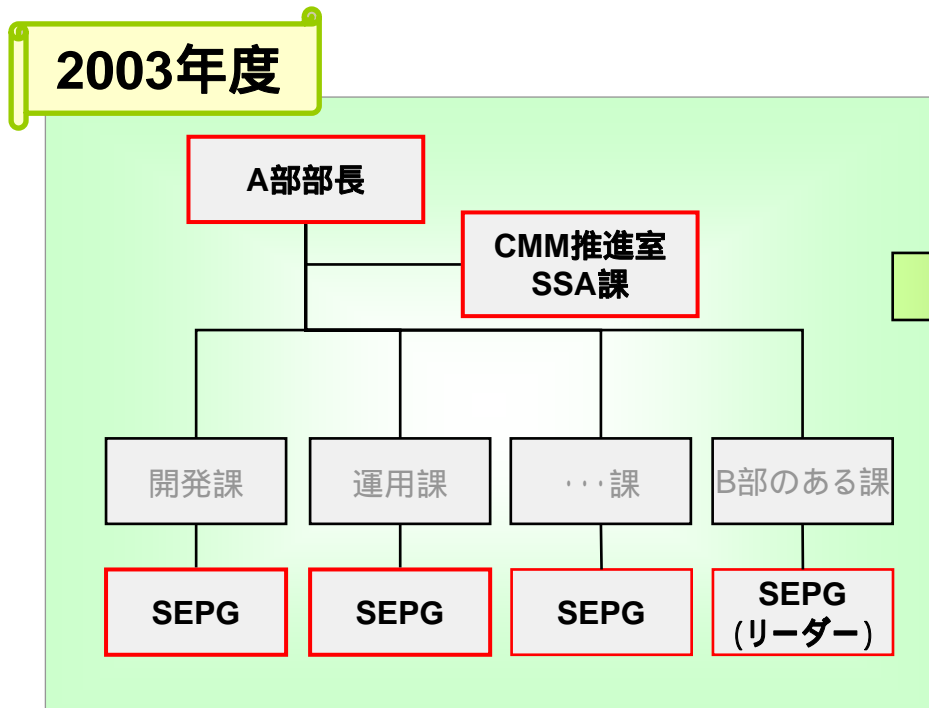 2003年度
A部部長
CMM推進室
SSA課
開発課
運用課
･･･課
B部のある課
SEPG
SEPG
SEPG
SEPG
(リーダー)